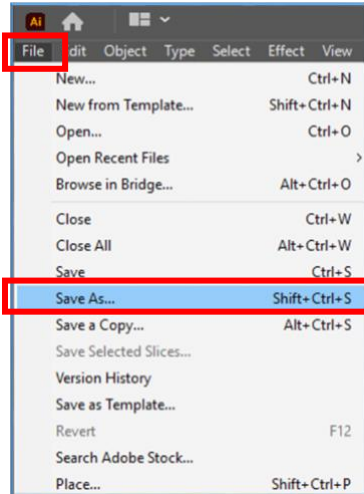 Ai
File Edit Object Type Select Effect View
New... Ctrl+N
New from Template... Shift+Ctrl+N
Open... Ctrl+O
Open Recent Files >
Browse in Bridge... Alt+Ctrl+O
Close Ctrl+W
Close All Alt+Ctrl+W
Save Ctrl+S
Save As... Shift+Ctrl+S
Save a Copy... Alt+Ctrl+S
Save Selected Slices...
Version History
Save as Template...
Revert F12
Search Adobe Stock...
Place... Shift+Ctrl+P